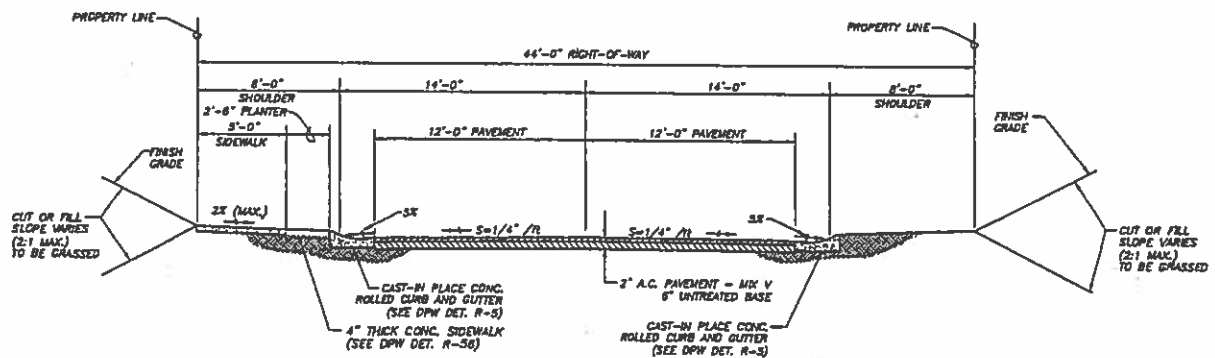 PROPERTY LINE
PROPERTY LINE
44'-0" RIGHT-OF-WAY
8'-0"
SHOULDER
14'-0"
14'-0"
8'-0"
SHOULDER
2'-6" PLANTER
5'-0"
SIDEWALK
12'-0" PAVEMENT
12'-0" PAVEMENT
FINISH
GRADE
FINISH
GRADE
CUT OR FILL
SLOPE VARIES
(2:1 MAX.)
TO BE GRASSED
2% (MAX.)
5%
S=1/4" /ft
S=1/4" /ft
5%
CUT OR FILL
SLOPE VARIES
(2:1 MAX.)
TO BE GRASSED
2" A.C. PAVEMENT - MIX V
6" UNTREATED BASE
CAST-IN PLACE CONC.
ROLLED CURB AND GUTTER
(SEE DPW DET. R-5)
4" THICK CONC. SIDEWALK
(SEE DPW DET. R-56)
CAST-IN PLACE CONC.
ROLLED CURB AND GUTTER
(SEE DPW DET. R-5)